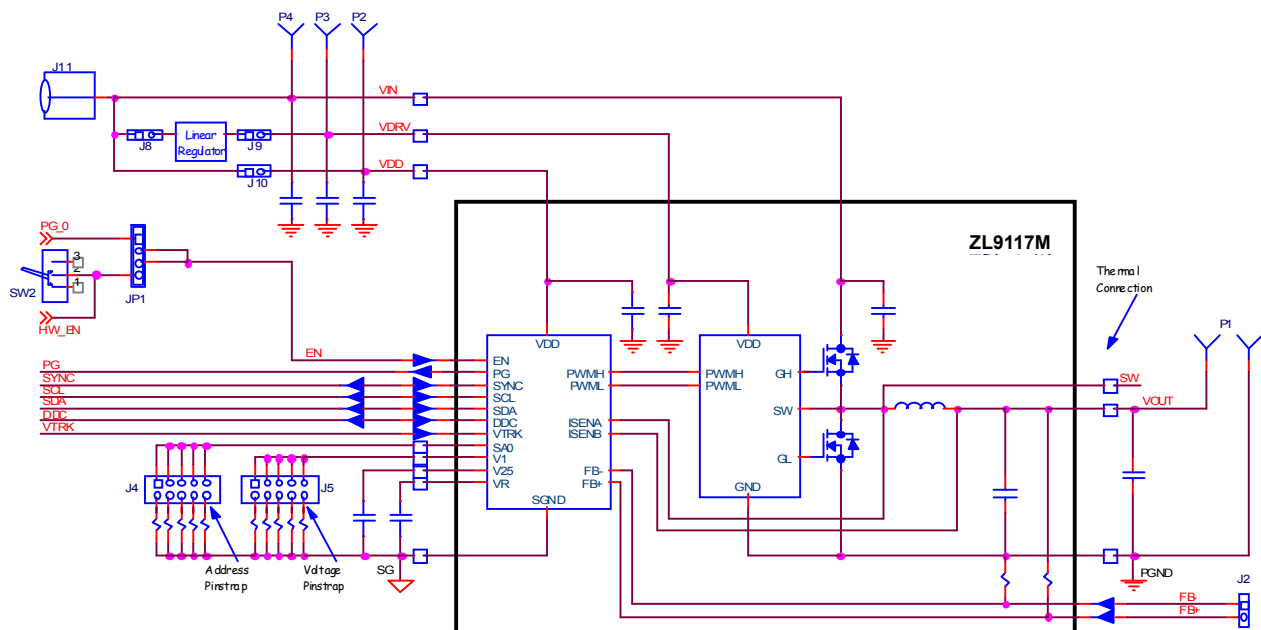 P4
P3
P2
J11
VIN
J8
Linear
Regulator
J9
VDRV
J10
VDD
PG_0
3
2
1
SW2
JP1
HW_EN
ZL9117M
Thermal
Connection
P1
EN
PG
SYNC
SCL
SDA
DDC
VTRK
VDD
EN
PG
SYNC
SCL
SDA
DDC
VTRK
SA0
V1
V25
VR
PWMH
PWML
ISENA
ISENB
FB-
FB+
SGND
VDD
PWMH
PWML
GH
SW
GL
GND
SW
VOUT
J4
J5
Address
Pinstrap
Voltage
Pinstrap
SG
PGND
J2
FB-
FB+